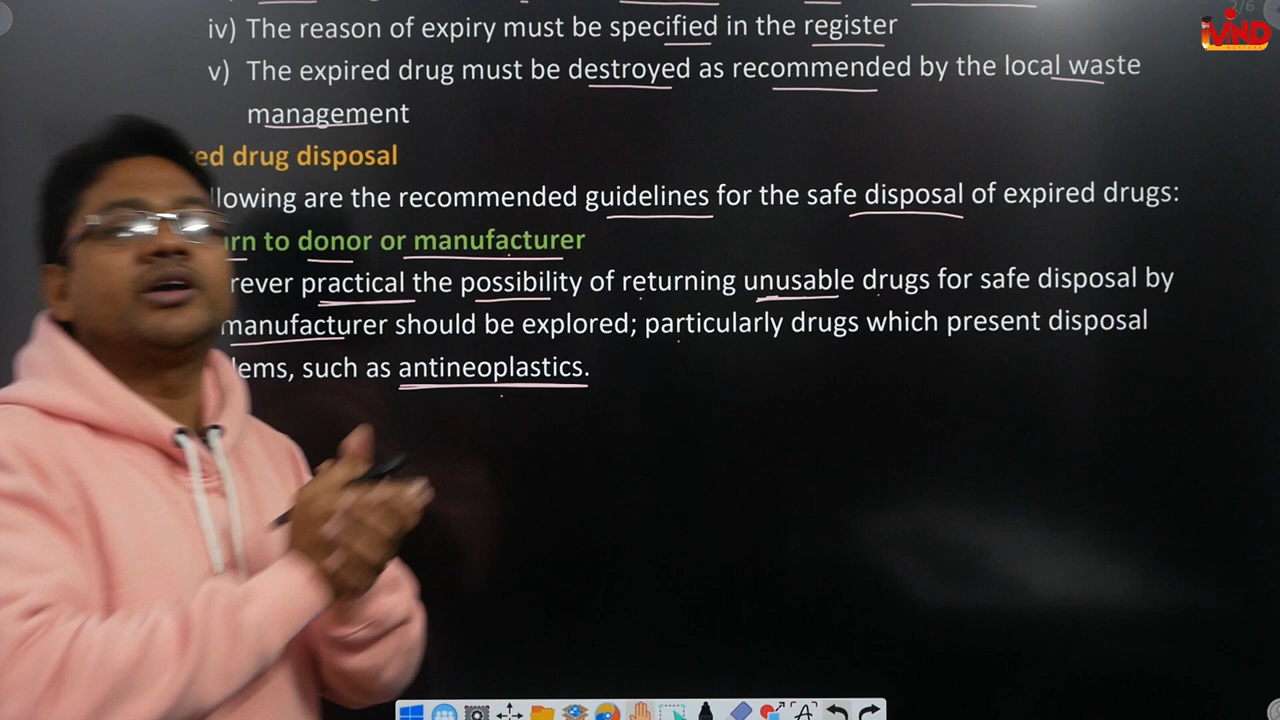 2/6
iv) The reason of expiry must be specified in the register
v) The expired drug must be destroyed as recommended by the local waste
management
ed drug disposal
llowing are the recommended guidelines for the safe disposal of expired drugs:
urn to donor or manufacturer
rever practical the possibility of returning unusable drugs for safe disposal by
manufacturer should be explored; particularly drugs which present disposal
lems, such as antineoplastics.